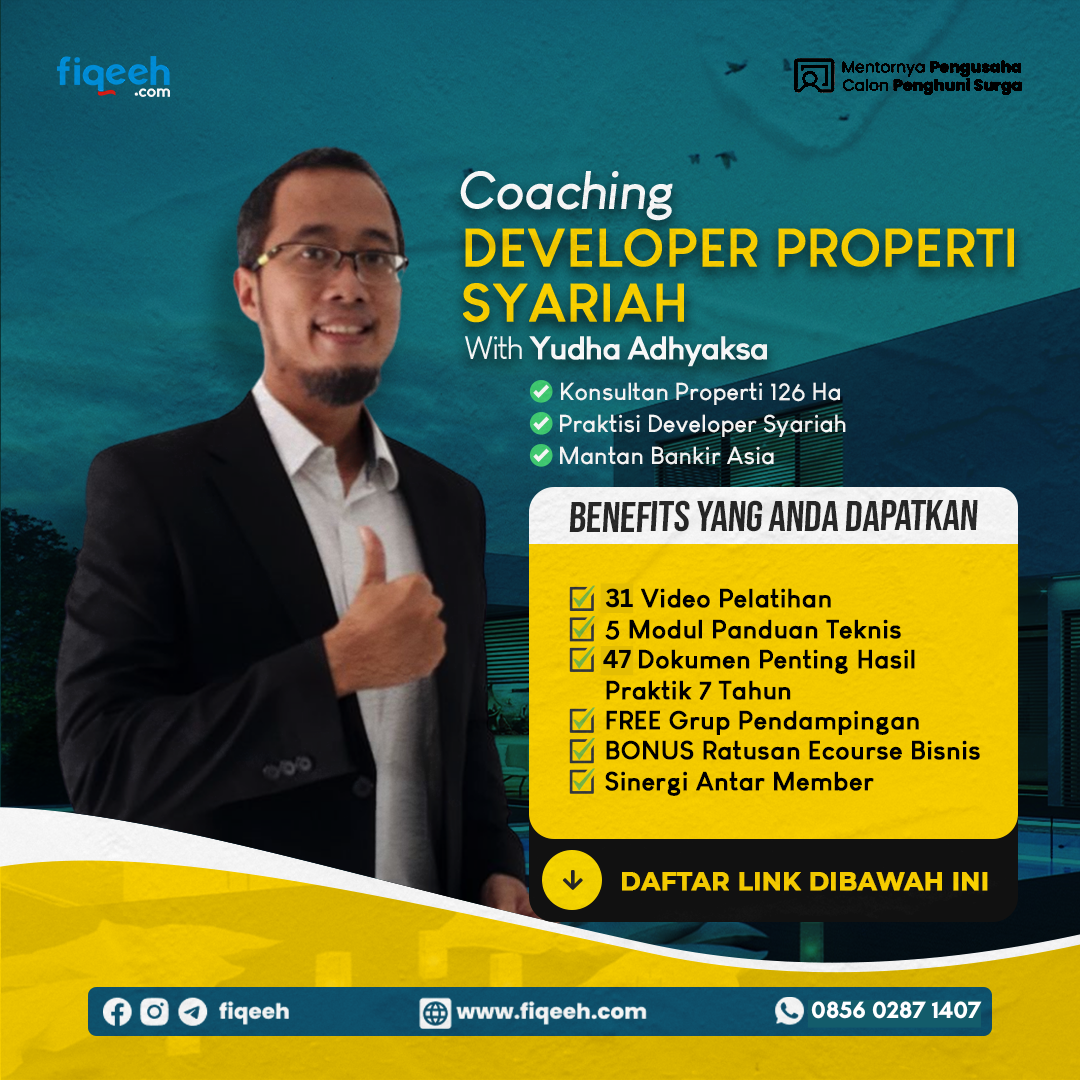 fiqeeh
.com
Mentornya Pengusaha
Calon Penghuni Surga
Coaching
DEVELOPER PROPERTI
SYARIAH
With Yudha Adhyaksa
Konsultan Properti 126 Ha
Praktisi Developer Syariah
Mantan Bankir Asia
BENEFITS YANG ANDA DAPATKAN
31 Video Pelatihan
5 Modul Panduan Teknis
47 Dokumen Penting Hasil
Praktik 7 Tahun
FREE Grup Pendampingan
BONUS Ratusan Ecourse Bisnis
Sinergi Antar Member
DAFTAR LINK DIBAWAH INI
fiqeeh
www.fiqeeh.com
0856 0287 1407